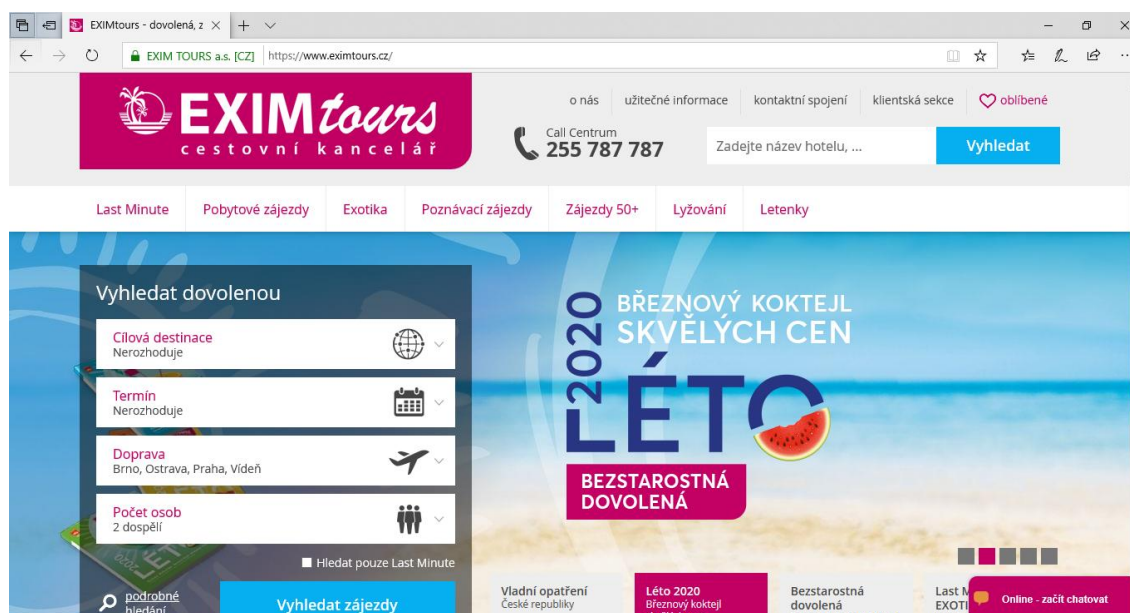 EXIMtours - dovolená, z
EXIM TOURS a.s. [CZ] https://www.eximtours.cz/
EXIMtours
cestovní kancelář
o nás užitečné informace kontaktní spojení klientská sekce oblíbené
Call Centrum
255 787 787
Zadejte název hotelu, ...
Vyhledat
Last Minute Pobytové zájezdy Exotika Poznávací zájezdy Zájezdy 50+ Lyžování Letenky
Vyhledat dovolenou
Cílová destinace
Nerozhoduje
Termín
Nerozhoduje
Doprava
Brno, Ostrava, Praha, Vídeň
Počet osob
2 dospělí
Hledat pouze Last Minute
podrobné
hledání
Vyhledat zájezdy
BŘEZNOVÝ KOKTEJL
SKVĚLÝCH CEN
2020
LÉTO
BEZSTAROSTNÁ
DOVOLENÁ
Vladní opatření
České republiky
Léto 2020
Březnový koktejl
Bezstarostná
dovolená
Last
EXOTI
Online - začít chatovat